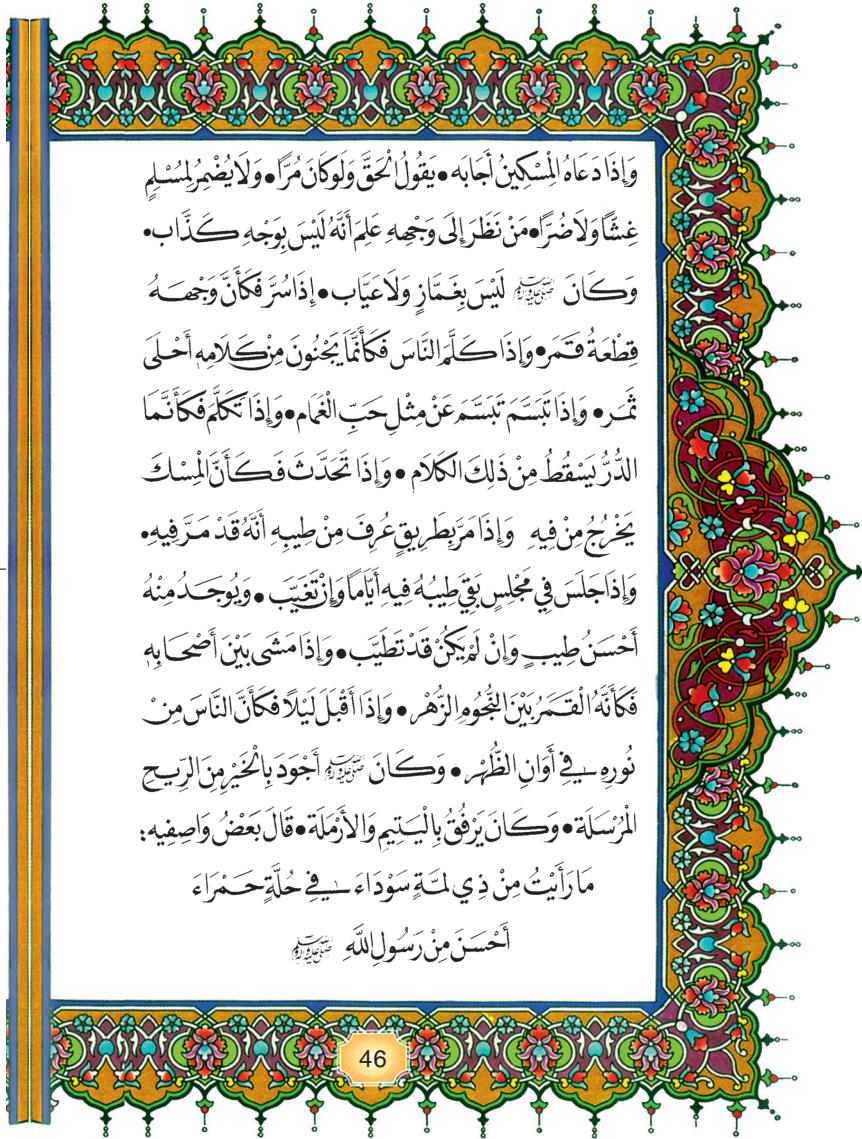 وَإِذَا دَعَاهُ الْمِسْكِينُ أَجَابَه • يَقُولُ الْحَقَّ وَلَوْ كَانَ مُرًّا • وَلَا يُضْمِرُ لِمُسْلِمٍ
غِشًّا وَلَا ضُرًّا • مَنْ نَظَرَ إِلَى وَجْهِهِ عَلِمَ أَنَّهُ لَيْسَ بِوَجْهِ كَذَّاب •
وَكَانَ ﷺ لَيْسَ بِغَمَّازٍ وَلَا عَيَّاب • إِذَا سُرَّ فَكَأَنَّ وَجْهَهُ
قِطْعَةُ قَمَر • وَإِذَا كَلَّمَ النَّاسَ فَكَأَنَّمَا يَجْنُونَ مِنْ كَلَامِهِ أَحْلَى
ثَمَر • وَإِذَا تَبَسَّمَ تَبَسَّمَ عَنْ مِثْلِ حَبِّ الْغَمَام • وَإِذَا تَكَلَّمَ فَكَأَنَّمَا
الدُّرُّ يَسْقُطُ مِنْ ذَلِكَ الكَلَام • وَإِذَا تَحَدَّثَ فَكَأَنَّ الْمِسْكَ
يَخْرُجُ مِنْ فِيهِ وَإِذَا مَرَّ بِطَرِيقٍ عُرِفَ مِنْ طِيبِهِ أَنَّهُ قَدْ مَرَّ فِيهِ •
وَإِذَا جَلَسَ فِي مَجْلِسٍ بَقِيَ طِيبُهُ فِيهِ أَيَّامًا وَإِنْ تَغَيَّب • وَيُوجَدُ مِنْهُ
أَحْسَنُ طِيبٍ وَإِنْ لَمْ يَكُنْ قَدْ تَطَيَّب • وَإِذَا مَشَى بَيْنَ أَصْحَابِهِ
فَكَأَنَّهُ الْقَمَرُ بَيْنَ النُّجُومِ الزُّهْر • وَإِذَا أَقْبَلَ لَيْلًا فَكَأَنَّ النَّاسَ مِنْ
نُورِهِ فِي أَوَانِ الظُّهْر • وَكَانَ ﷺ أَجْوَدَ بِالْخَيْرِ مِنَ الرِّيحِ
الْمُرْسَلَة • وَكَانَ يَرْفُقُ بِالْيَتِيمِ وَالأَرْمَلَة • قَالَ بَعْضُ وَاصِفِيه:
مَا رَأَيْتُ مِنْ ذِي لِمَّةٍ سَوْدَاءَ فِي حُلَّةٍ حَمْرَاءَ
أَحْسَنَ مِنْ رَسُولِ اللَّهِ ﷺ
46